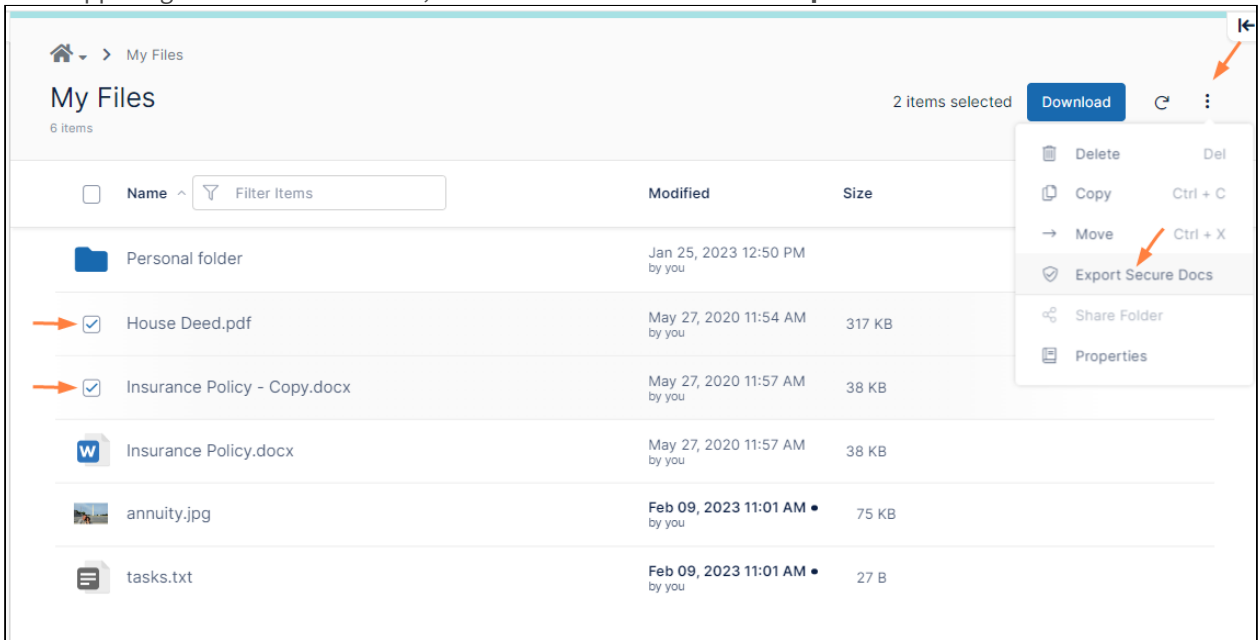 My Files
My Files
6 items
2 items selected
Download
Delete Del
Copy Ctrl + C
Move Ctrl + X
Export Secure Docs
Share Folder
Properties
Name Filter Items Modified Size
Personal folder Jan 25, 2023 12:50 PM
by you
House Deed.pdf May 27, 2020 11:54 AM 317 KB
by you
Insurance Policy - Copy.docx May 27, 2020 11:57 AM 38 KB
by you
W Insurance Policy.docx May 27, 2020 11:57 AM 38 KB
by you
annuity.jpg Feb 09, 2023 11:01 AM • 75 KB
by you
tasks.txt Feb 09, 2023 11:01 AM • 27 B
by you